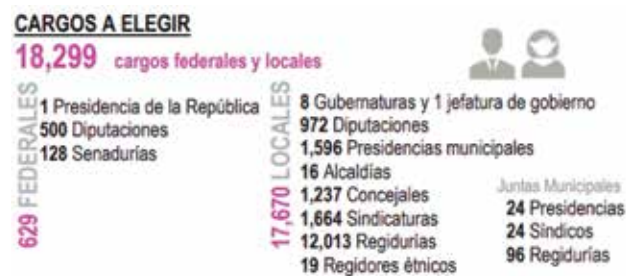 CARGOS A ELEGIR
18,299 cargos federales y locales
629 FEDERALES
1 Presidencia de la República
500 Diputaciones
128 Senadurías
17,670 LOCALES
8 Gubernaturas y 1 jefatura de gobierno
972 Diputaciones
1,596 Presidencias municipales
16 Alcaldías
1,237 Concejales
1,664 Sindicaturas
12,013 Regidurías
19 Regidores étnicos
Juntas Municipales
24 Presidencias
24 Síndicos
96 Regidurías